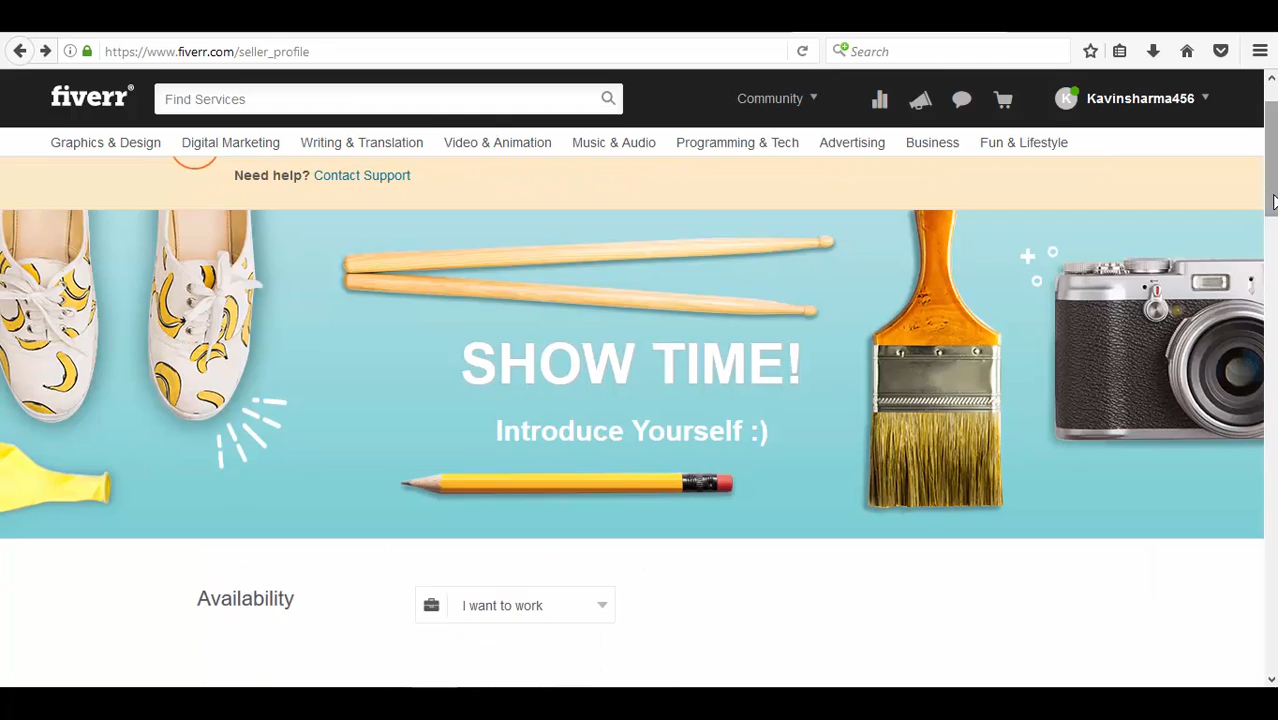 https://www.fiverr.com/seller_profile
Search
fiverr®
Find Services
Community
K
Kavinsharma456
Graphics & Design
Digital Marketing
Writing & Translation
Video & Animation
Music & Audio
Programming & Tech
Advertising
Business
Fun & Lifestyle
Need help? Contact Support
SHOW TIME!
Introduce Yourself :)
Availability
I want to work